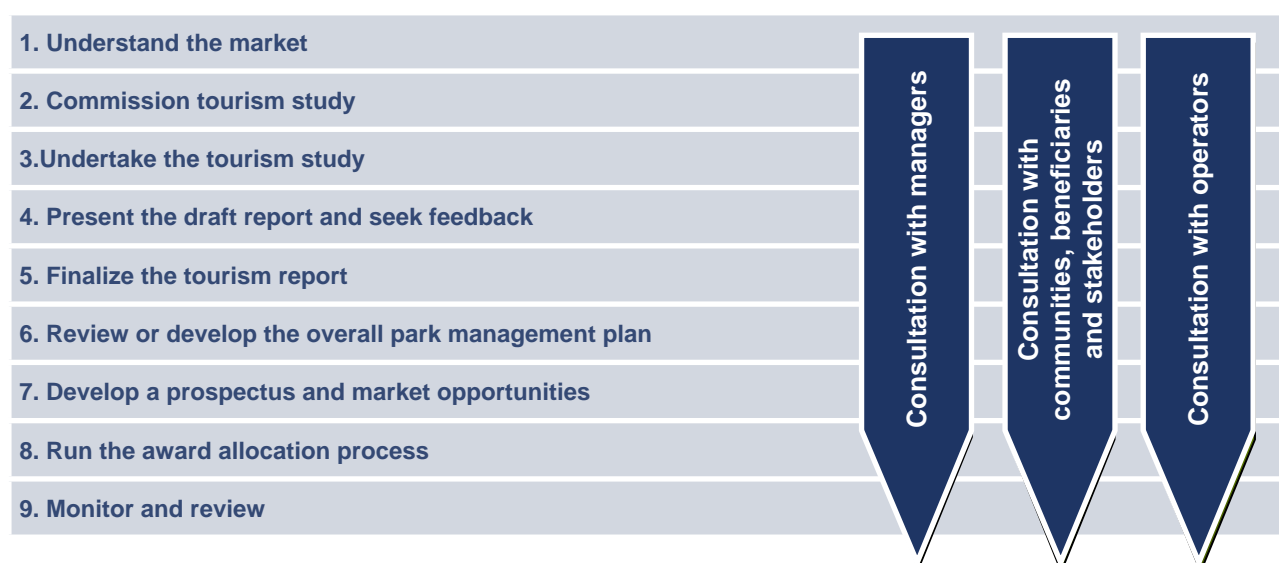 1. Understand the market
2. Commission tourism study
3.Undertake the tourism study
4. Present the draft report and seek feedback
5. Finalize the tourism report
6. Review or develop the overall park management plan
7. Develop a prospectus and market opportunities
8. Run the award allocation process
9. Monitor and review
Consultation with managers
Consultation with
communities, beneficiaries
and stakeholders
Consultation with operators